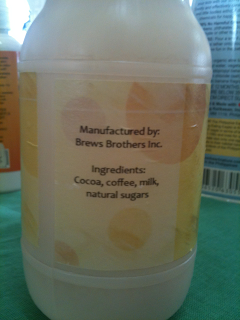 Manufactured by:
Brews Brothers Inc.
Ingredients:
Cocoa, coffee, milk,
natural sugars